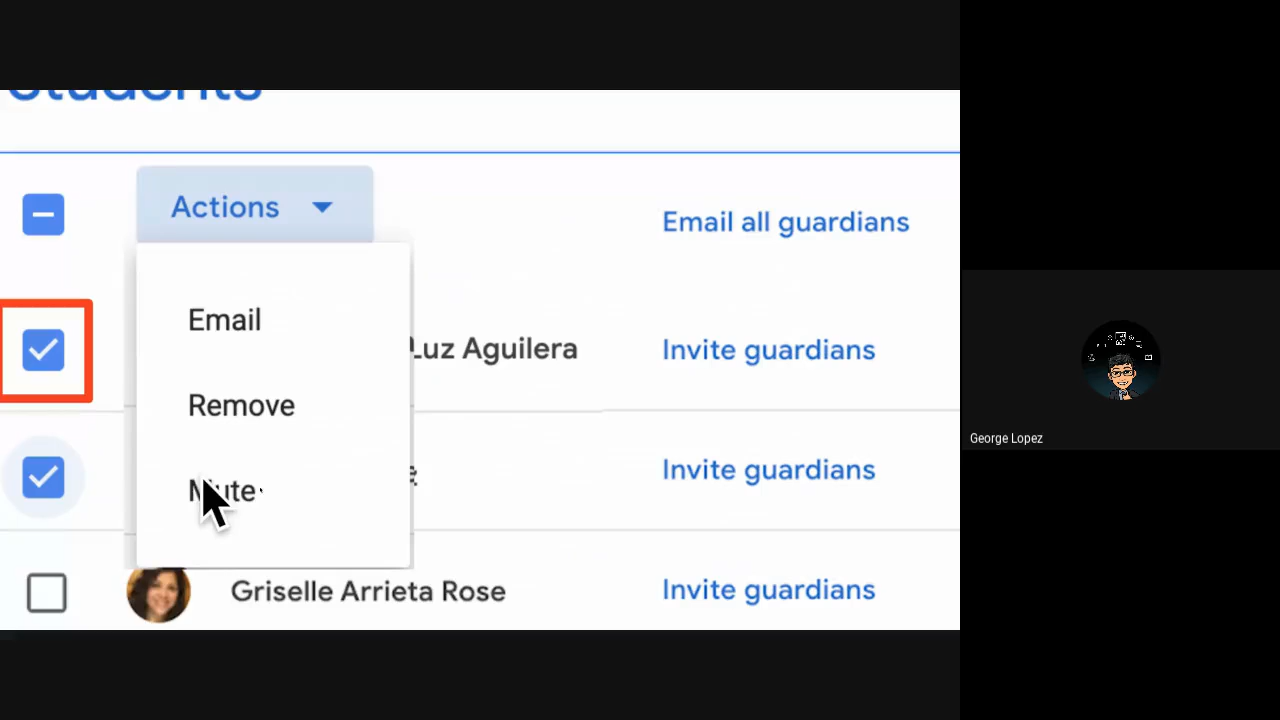 Students
Actions
Email all guardians
Email
Luz Aguilera
Invite guardians
Remove
Invite guardians
Mute
Griselle Arrieta Rose
Invite guardians
George Lopez